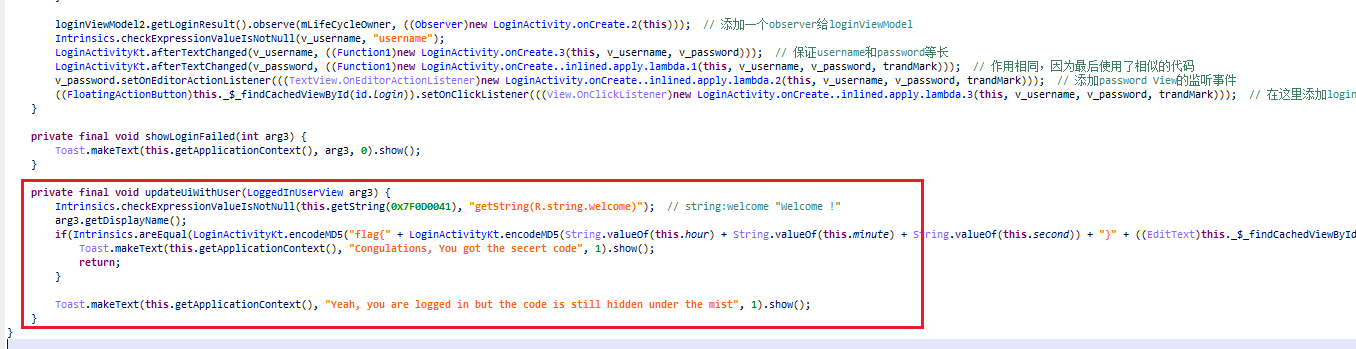 loginViewModel2.getLoginResult().observe(mLifeCycleOwner, ((Observer)new LoginActivity.onCreate.2(this)));  // 添加一个observer给loginViewModel
Intrinsics.checkExpressionValueIsNotNull(v_username, "username");
LoginActivityKt.afterTextChanged(v_username, ((Function1)new LoginActivity.onCreate.3(this, v_username, v_password)));  // 保证username和password等长
LoginActivityKt.afterTextChanged(v_password, ((Function1)new LoginActivity.onCreate..inlined.apply.lambda.1(this, v_username, v_password, trandMark)));  // 作用相同，因为最后使用了相似的代码
v_password.setOnEditorActionListener(((TextView.OnEditorActionListener)new LoginActivity.onCreate..inlined.apply.lambda.2(this, v_username, v_password, trandMark)));  // 添加password View的监听事件
((FloatingActionButton)this._$_findCachedViewById(id.Login)).setOnClickListener(((View.OnClickListener)new LoginActivity.onCreate..inlined.apply.lambda.3(this, v_username, v_password, trandMark)));  // 在这里添加login
}
private final void showLoginFailed(int arg3) {
Toast.makeText(this.getApplicationContext(), arg3, 0).show();
}
private final void updateUiWithUser(LoggedInUserView arg3) {
Intrinsics.checkExpressionValueIsNotNull(this.getString(0x7F0D0041), "getString(R.string.welcome)");  // string:welcome "Welcome !"
arg3.getDisplayName();
if(Intrinsics.areEqual(LoginActivityKt.encodeMD5("flag{" + LoginActivityKt.encodeMD5(String.valueOf(this.hour) + String.valueOf(this.minute) + String.valueOf(this.second)) + "}" + ((EditText)this._$_findCachedViewById
Toast.makeText(this.getApplicationContext(), "Congulations, You got the secert code", 1).show();
return;
}
Toast.makeText(this.getApplicationContext(), "Yeah, you are logged in but the code is still hidden under the mist", 1).show();
}
}